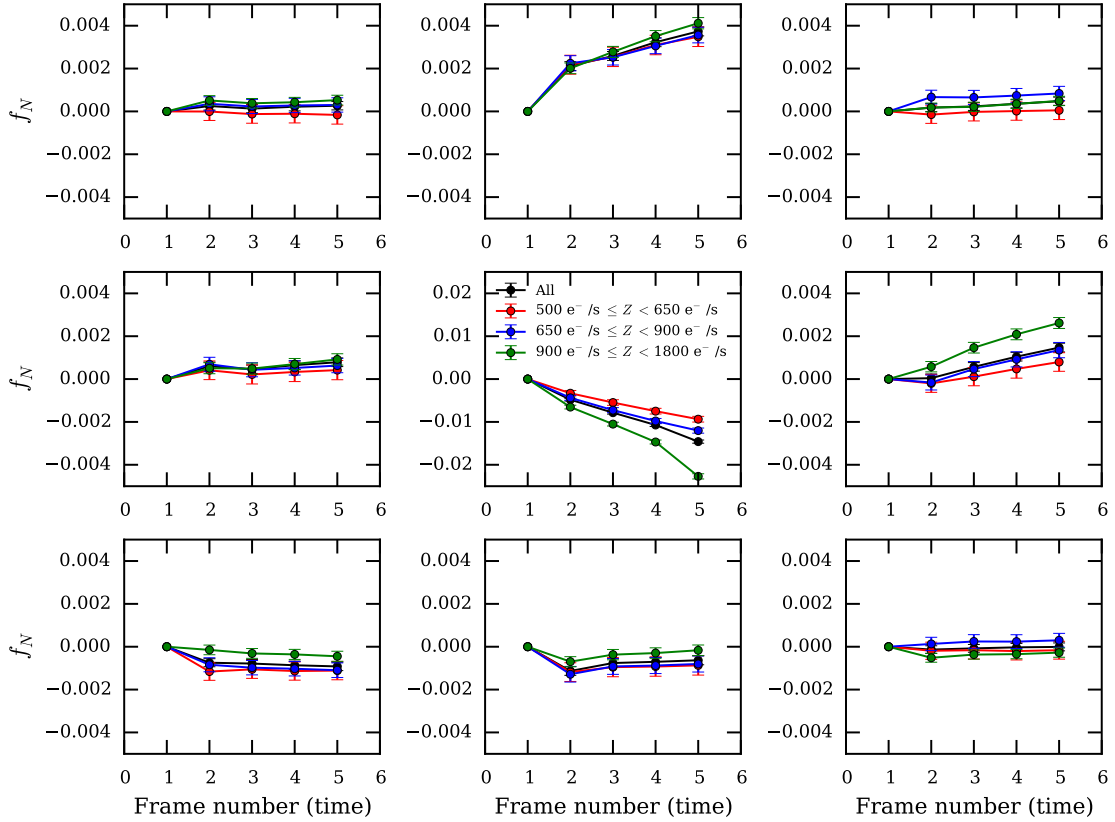 0.004 0.004 0.004
0.002 0.002 0.002
f_N 0.000 0.000 0.000
−0.002 −0.002 −0.002
−0.004 −0.004 −0.004
0 1 2 3 4 5 6 0 1 2 3 4 5 6 0 1 2 3 4 5 6
0.004 0.02 All 0.004
500 e⁻ /s ≤ Z < 650 e⁻ /s
0.002 0.01 650 e⁻ /s ≤ Z < 900 e⁻ /s 0.002
900 e⁻ /s ≤ Z < 1800 e⁻ /s
f_N 0.000 0.00 0.000
−0.002 −0.01 −0.002
−0.004 −0.02 −0.004
0 1 2 3 4 5 6 0 1 2 3 4 5 6 0 1 2 3 4 5 6
0.004 0.004 0.004
0.002 0.002 0.002
f_N 0.000 0.000 0.000
−0.002 −0.002 −0.002
−0.004 −0.004 −0.004
0 1 2 3 4 5 6 0 1 2 3 4 5 6 0 1 2 3 4 5 6
Frame number (time) Frame number (time) Frame number (time)